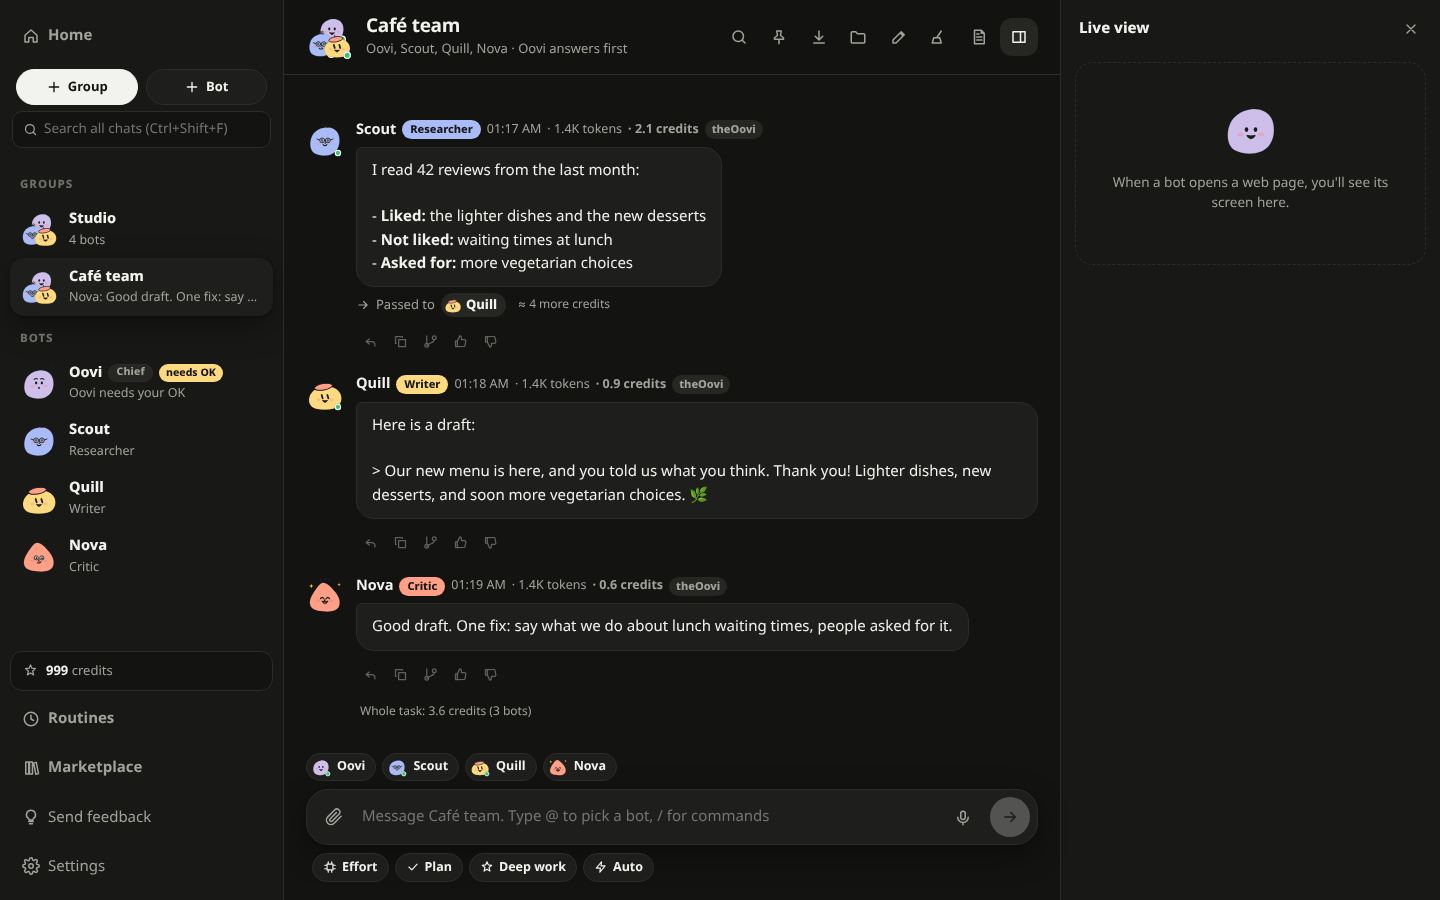 Home
Group
Bot
Search all chats (Ctrl+Shift+F)
GROUPS
Studio
4 bots
Café team
Nova: Good draft. One fix: say ...
BOTS
Oovi Chief needs OK
Oovi needs your OK
Scout
Researcher
Quill
Writer
Nova
Critic
999 credits
Routines
Marketplace
Send feedback
Settings
Café team
Oovi, Scout, Quill, Nova · Oovi answers first
Scout Researcher 01:17 AM · 1.4K tokens · 2.1 credits theOovi
I read 42 reviews from the last month:
- Liked: the lighter dishes and the new desserts
- Not liked: waiting times at lunch
- Asked for: more vegetarian choices
→ Passed to Quill ≈ 4 more credits
Quill Writer 01:18 AM · 1.4K tokens · 0.9 credits theOovi
Here is a draft:
> Our new menu is here, and you told us what you think. Thank you! Lighter dishes, new
desserts, and soon more vegetarian choices. 🌿
Nova Critic 01:19 AM · 1.4K tokens · 0.6 credits theOovi
Good draft. One fix: say what we do about lunch waiting times, people asked for it.
Whole task: 3.6 credits (3 bots)
Oovi Scout Quill Nova
Message Café team. Type @ to pick a bot, / for commands
Effort Plan Deep work Auto
Live view
When a bot opens a web page, you'll see its
screen here.